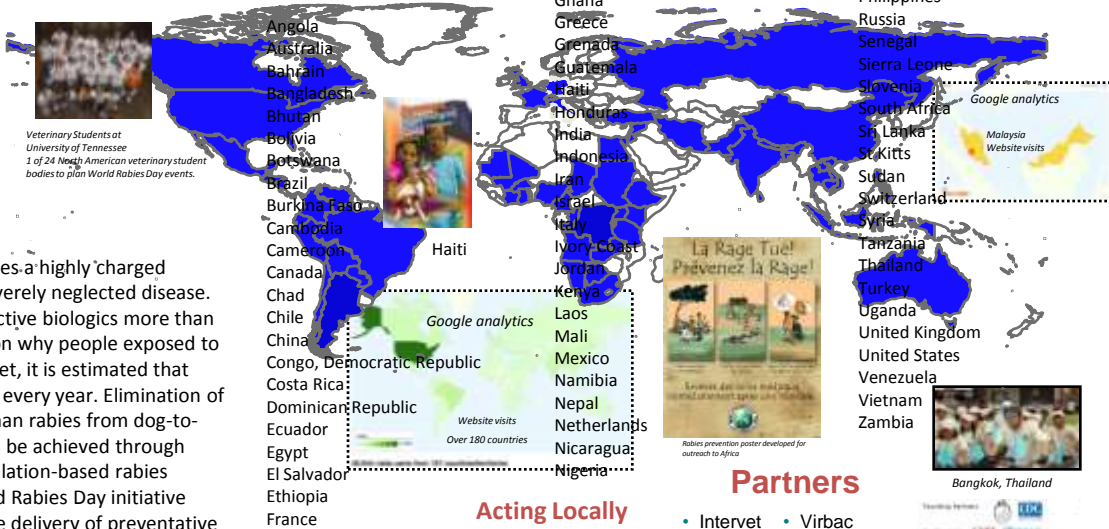 Veterinary Students at
University of Tennessee
1 of 24 North American veterinary student
bodies to plan World Rabies Day events.
es a highly charged
verely neglected disease.
ctive biologics more than
n why people exposed to
et, it is estimated that
every year. Elimination of
nan rabies from dog-to-
be achieved through
lation-based rabies
d Rabies Day initiative
e delivery of preventative
Angola
Australia
Bahrain
Bangladesh
Bhutan
Bolivia
Botswana
Brazil
Burkina Faso
Cambodia
Cameroon
Canada
Chad
Chile
China
Congo, Democratic Republic
Costa Rica
Dominican Republic
Ecuador
Egypt
El Salvador
Ethiopia
France
Haiti
Google analytics
Website visits
Over 180 countries
Acting Locally
Ghana
Greece
Grenada
Guatemala
Haiti
Honduras
India
Indonesia
Iran
Israel
Italy
Ivory Coast
Jordan
Kenya
Laos
Mali
Mexico
Namibia
Nepal
Netherlands
Nicaragua
Nigeria
La Rage Tue!
Prévenez la Rage!
Rabies prevention poster developed for
outreach to Africa
Partners
• Intervet
• Virbac
Philippines
Russia
Senegal
Sierra Leone
Slovenia
South Africa
Sri Lanka
St Kitts
Sudan
Switzerland
Syria
Tanzania
Thailand
Turkey
Uganda
United Kingdom
United States
Venezuela
Vietnam
Zambia
Google analytics
Malaysia
Website visits
Bangkok, Thailand
CDC